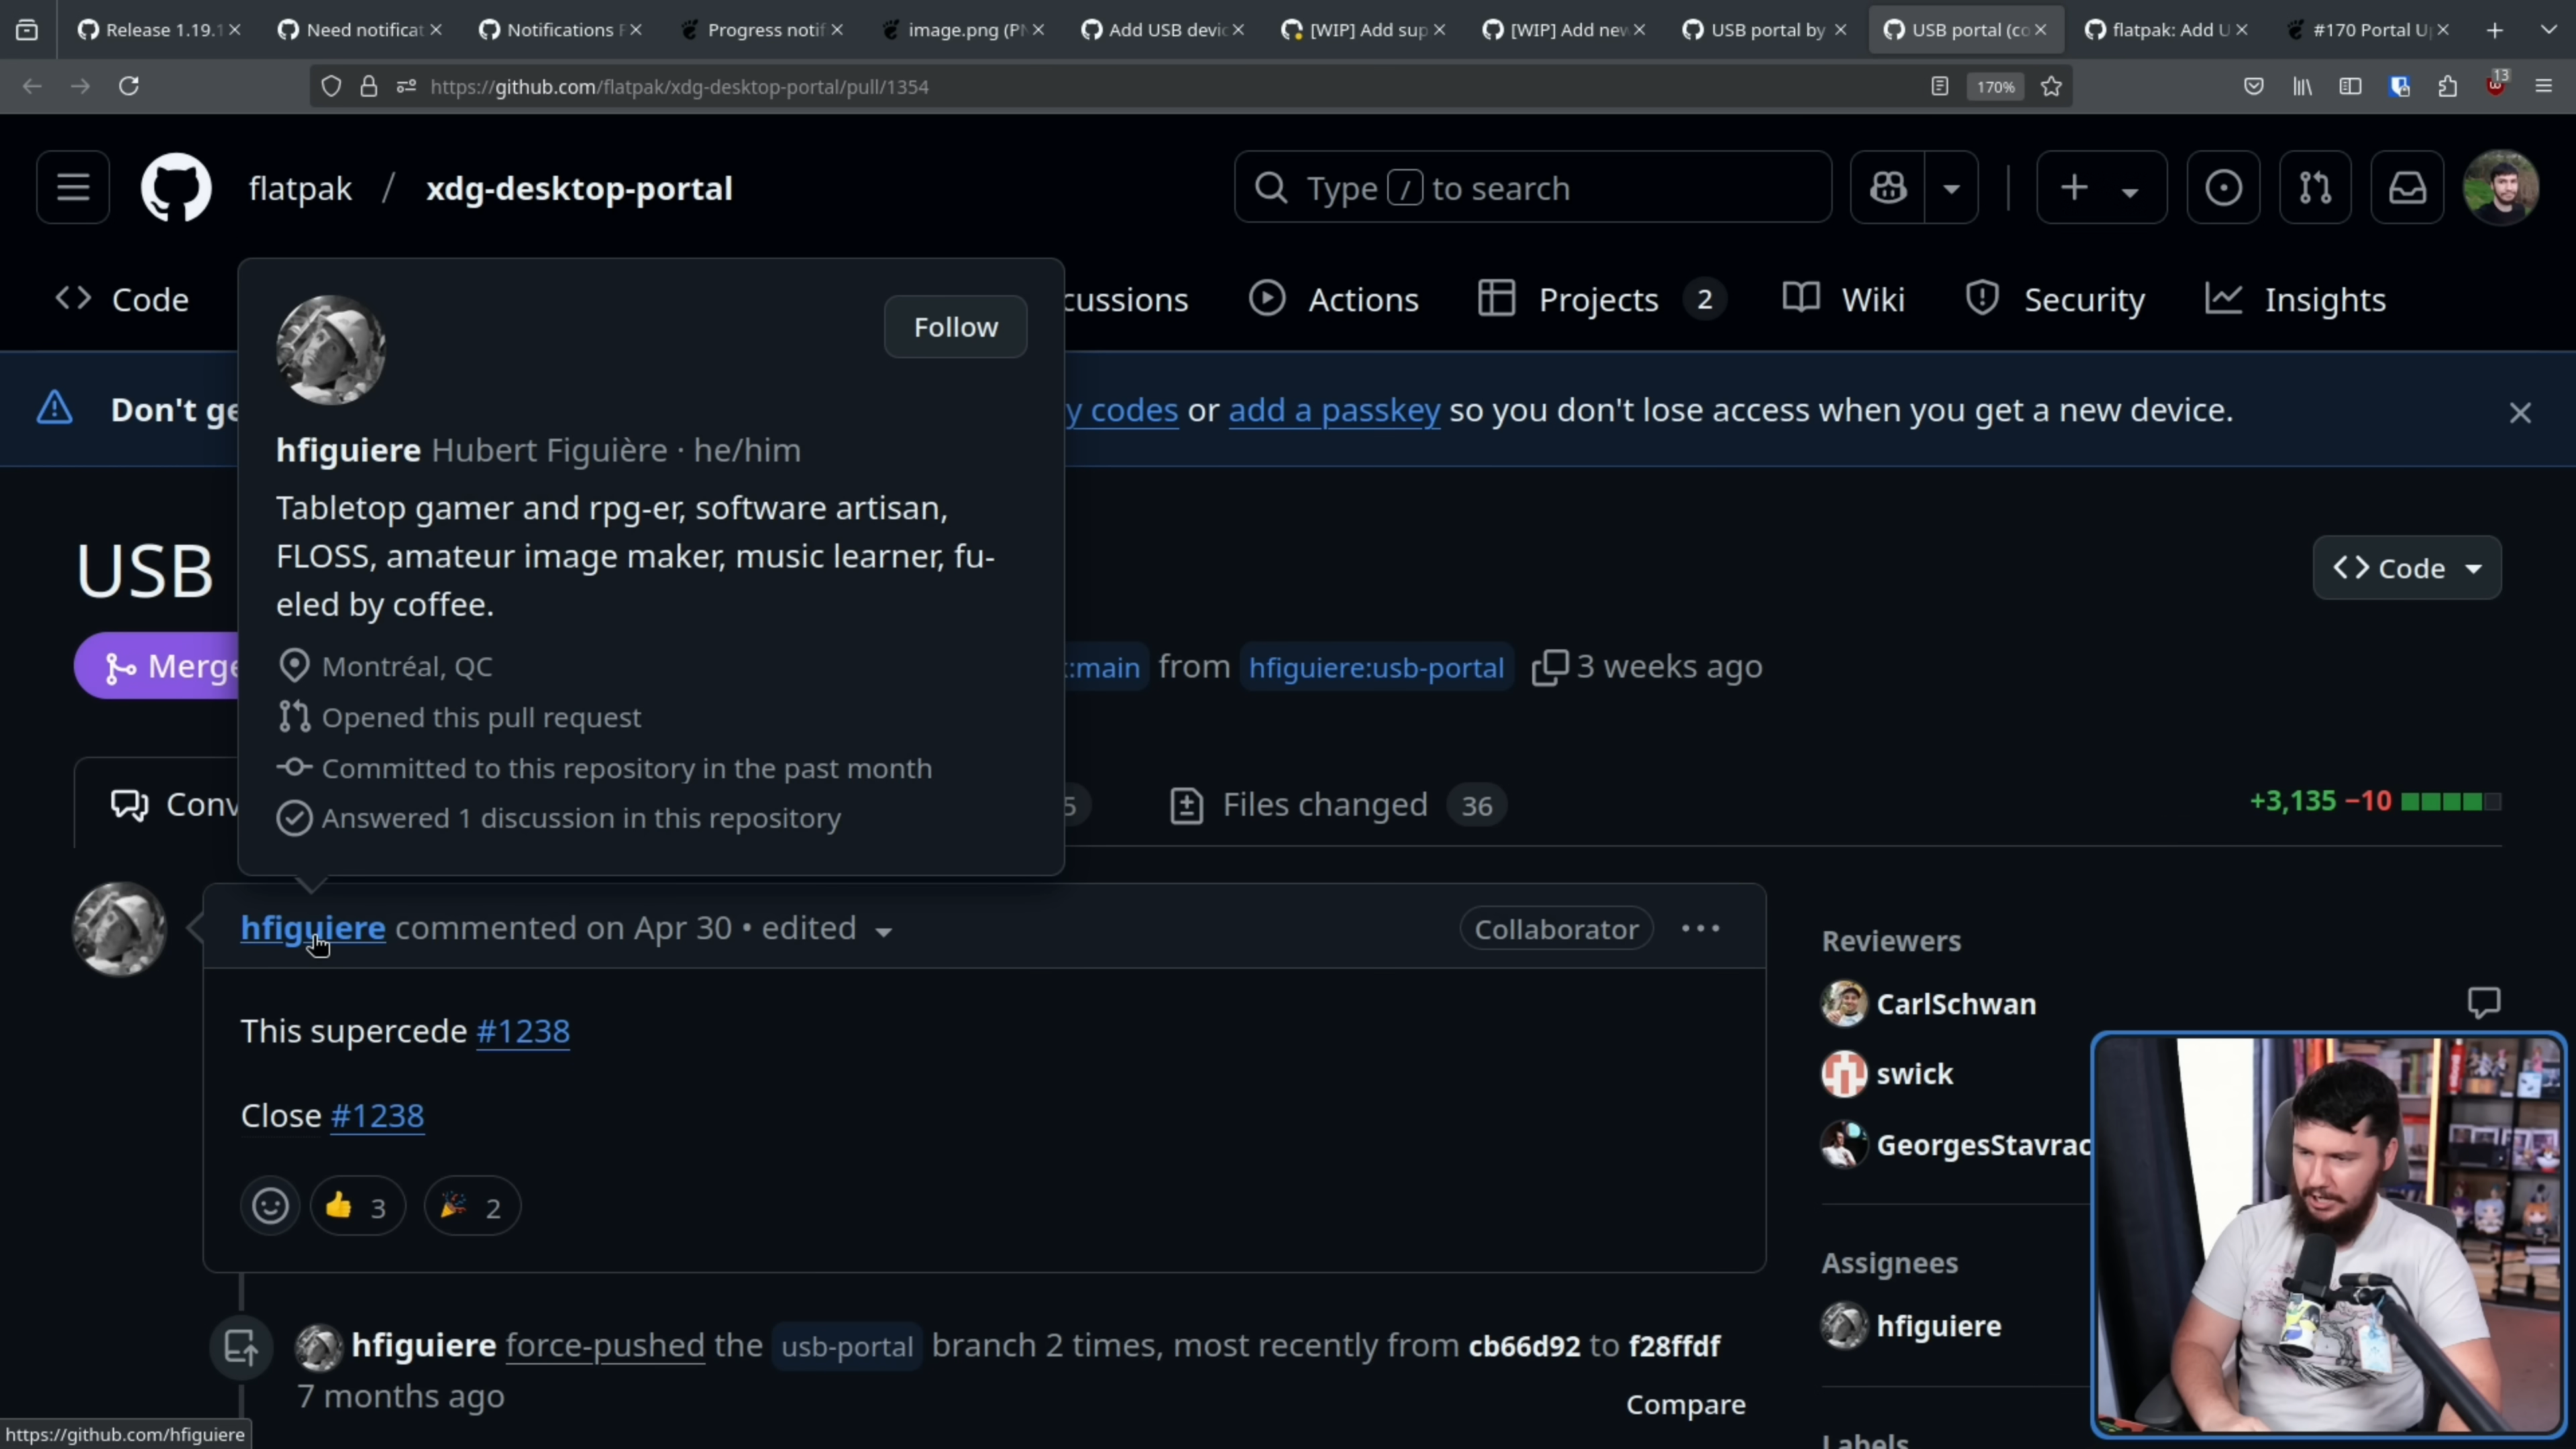 Release 1.19.1
Need notificat
Notifications F
Progress notif
image.png (PN
Add USB devic
[WIP] Add sup
[WIP] Add new
USB portal by
USB portal (co
flatpak: Add U
#170 Portal U
https://github.com/flatpak/xdg-desktop-portal/pull/1354
170%
13
flatpak / xdg-desktop-portal
Type / to search
Code
cussions
Actions
Projects 2
Wiki
Security
Insights
Follow
Don't ge
y codes or add a passkey so you don't lose access when you get a new device.
hfiguiere Hubert Figuière · he/him
Tabletop gamer and rpg-er, software artisan,
FLOSS, amateur image maker, music learner, fu-
eled by coffee.
Montréal, QC
Opened this pull request
Committed to this repository in the past month
Answered 1 discussion in this repository
USB
Code
Merge
:main from hfiguiere:usb-portal 3 weeks ago
Conv
5
Files changed 36
+3,135 −10
hfiguiere commented on Apr 30 • edited
Collaborator
This supercede #1238
Close #1238
3
2
Reviewers
CarlSchwan
swick
GeorgesStavrac
Assignees
hfiguiere
Labels
hfiguiere force-pushed the usb-portal branch 2 times, most recently from cb66d92 to f28ffdf
7 months ago
Compare
https://github.com/hfiguiere